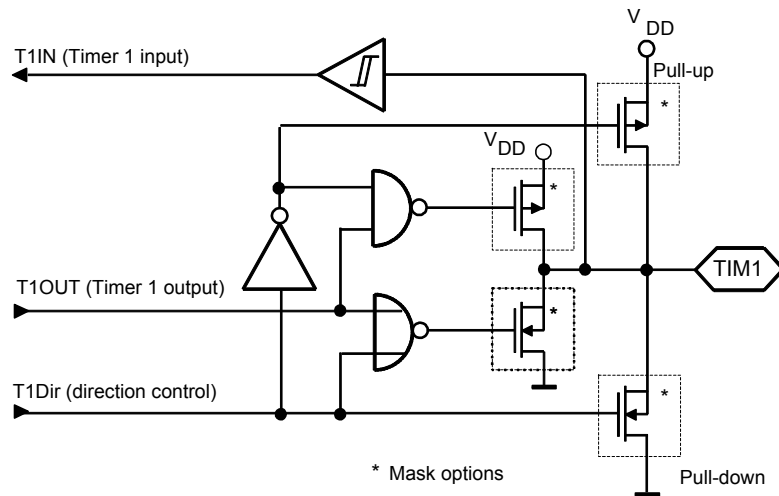 V DD
T1IN (Timer 1 input)
Pull-up
*
V DD
*
T1OUT (Timer 1 output)
TIM1
*
T1Dir (direction control)
*
* Mask options
Pull-down